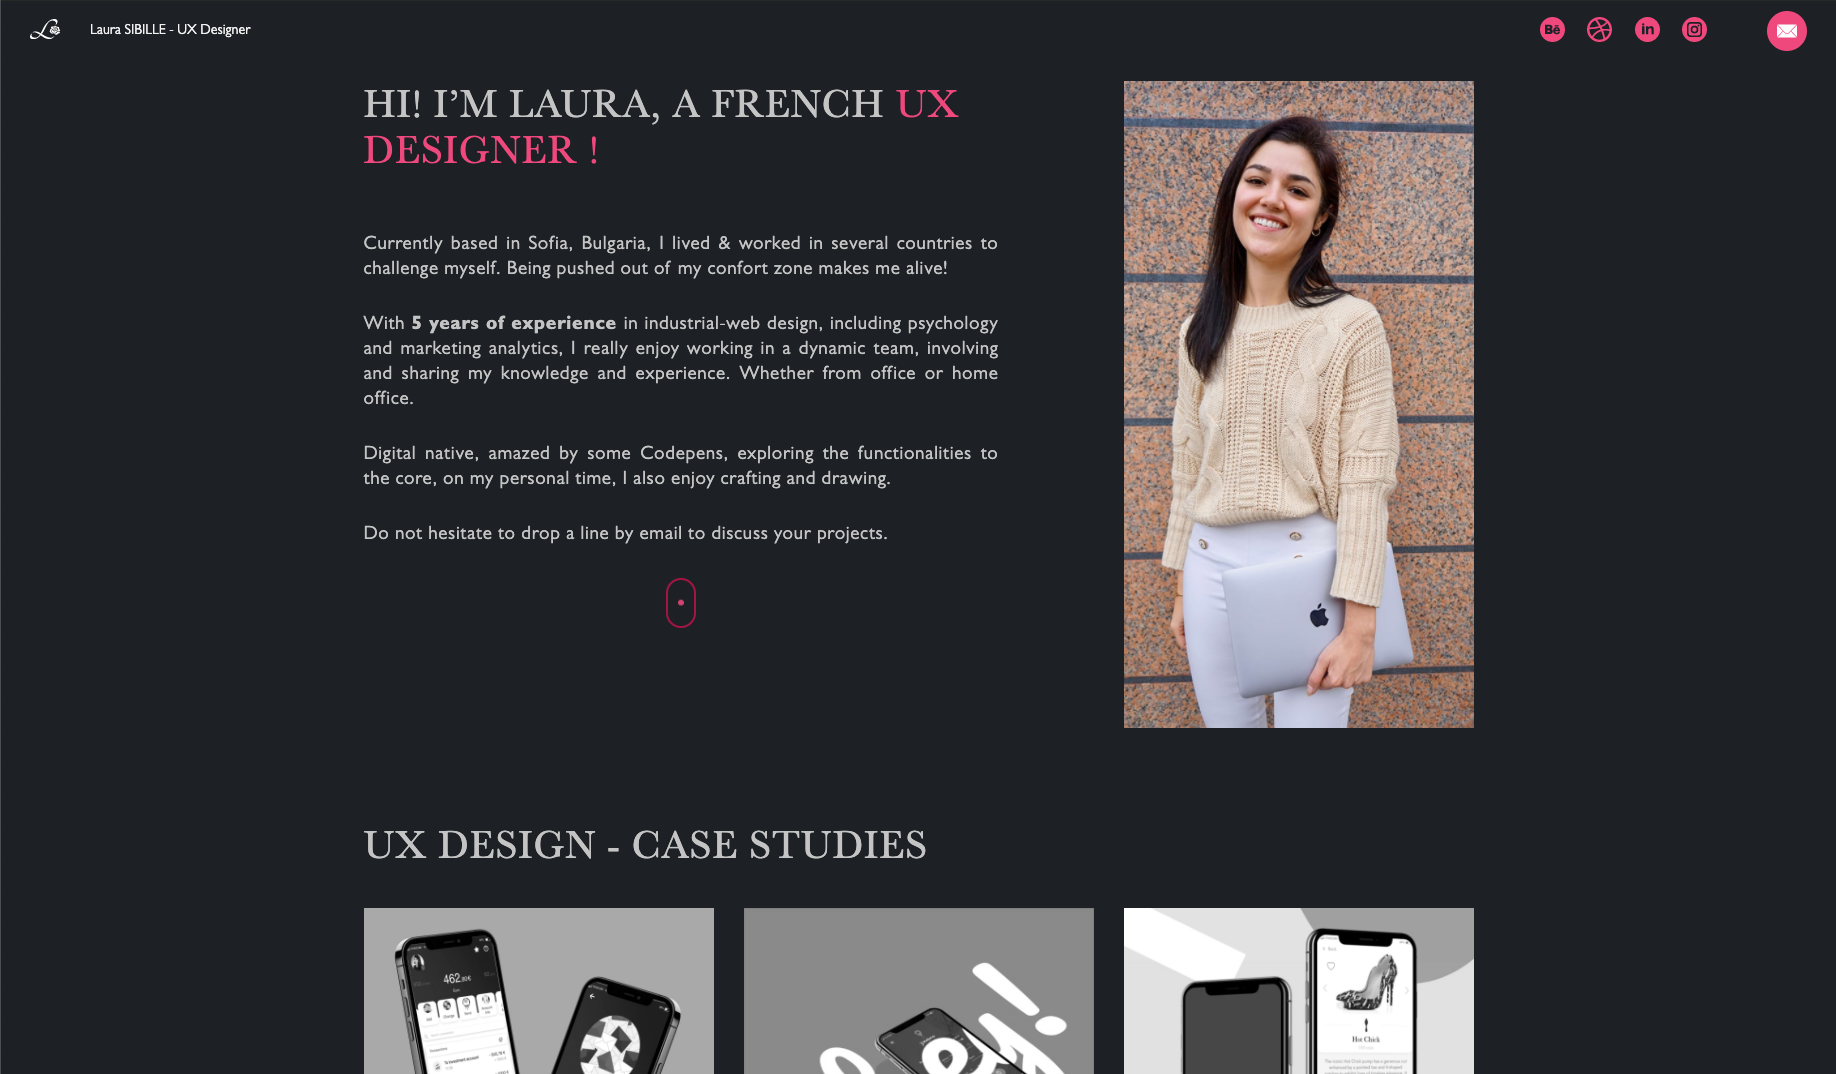 Laura SIBILLE - UX Designer
Bē
in
HI! I'M LAURA, A FRENCH UX
DESIGNER !
Currently based in Sofia, Bulgaria, I lived & worked in several countries to
challenge myself. Being pushed out of my confort zone makes me alive!
With 5 years of experience in industrial-web design, including psychology
and marketing analytics, I really enjoy working in a dynamic team, involving
and sharing my knowledge and experience. Whether from office or home
office.
Digital native, amazed by some Codepens, exploring the functionalities to
the core, on my personal time, I also enjoy crafting and drawing.
Do not hesitate to drop a line by email to discuss your projects.
UX DESIGN - CASE STUDIES
462
Hot Chick